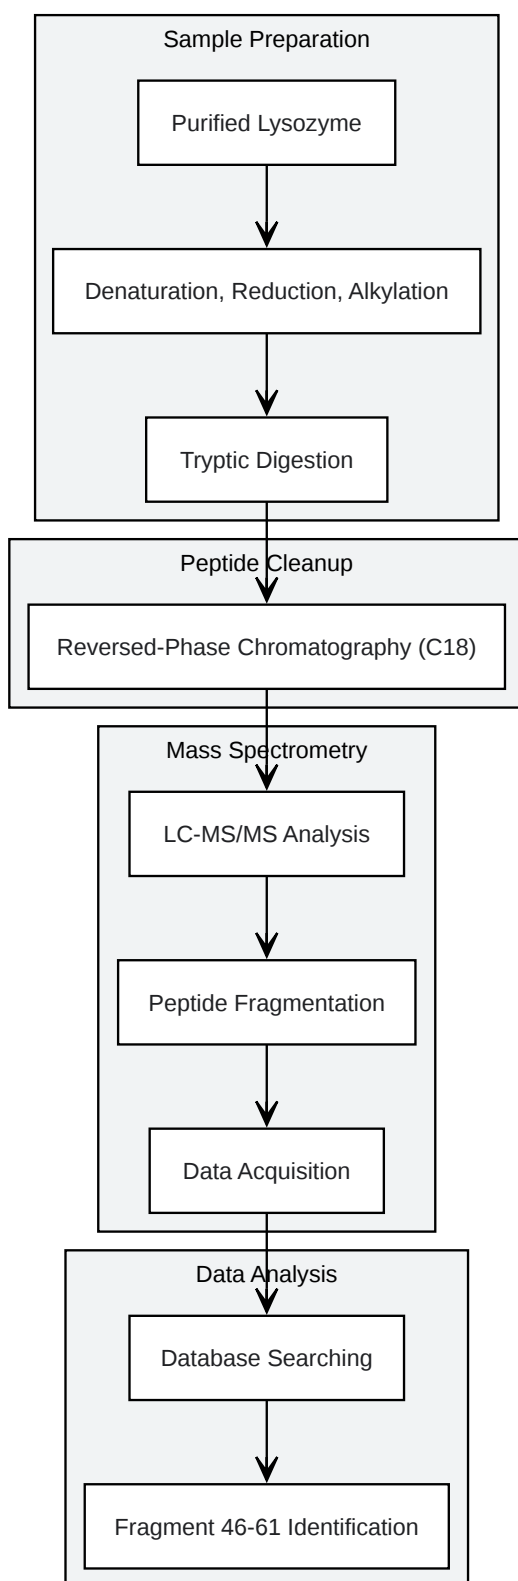 Sample Preparation
Purified Lysozyme
Denaturation, Reduction, Alkylation
Tryptic Digestion
Peptide Cleanup
Reversed-Phase Chromatography (C18)
Mass Spectrometry
LC-MS/MS Analysis
Peptide Fragmentation
Data Acquisition
Data Analysis
Database Searching
Fragment 46-61 Identification